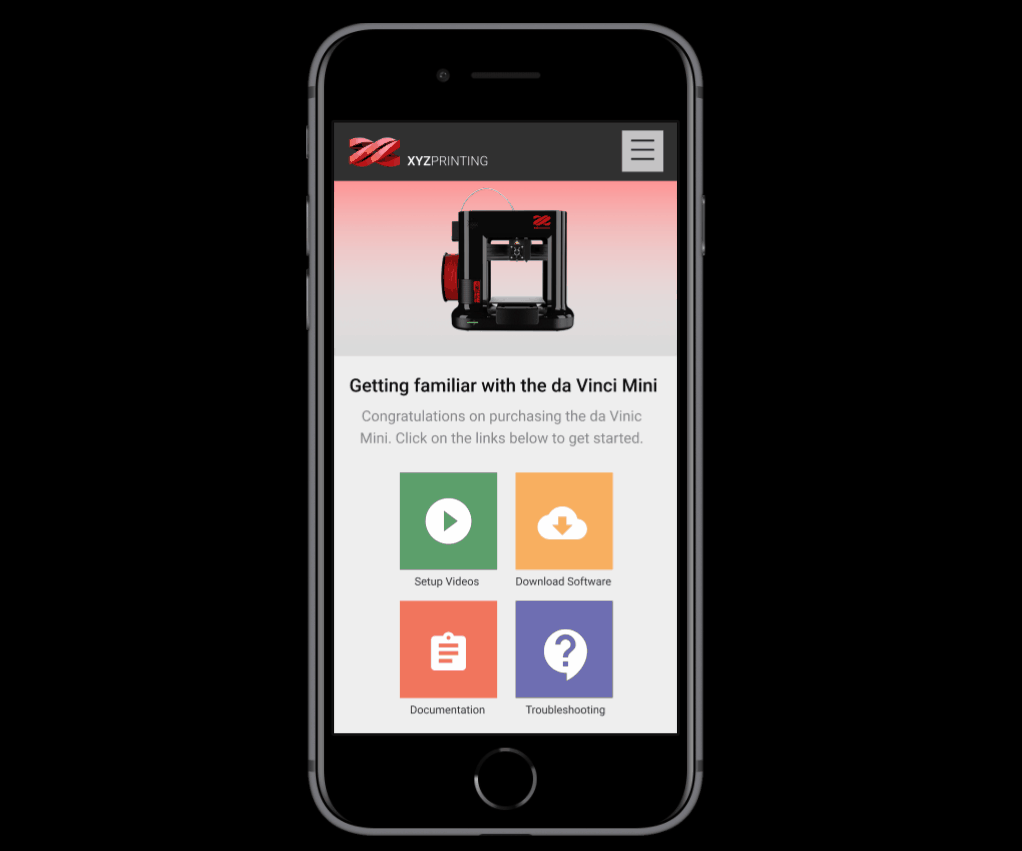 XYZPRINTING
Getting familiar with the da Vinci Mini
Congratulations on purchasing the da Vinic
Mini. Click on the links below to get started.
Setup Videos
Download Software
Documentation
Troubleshooting